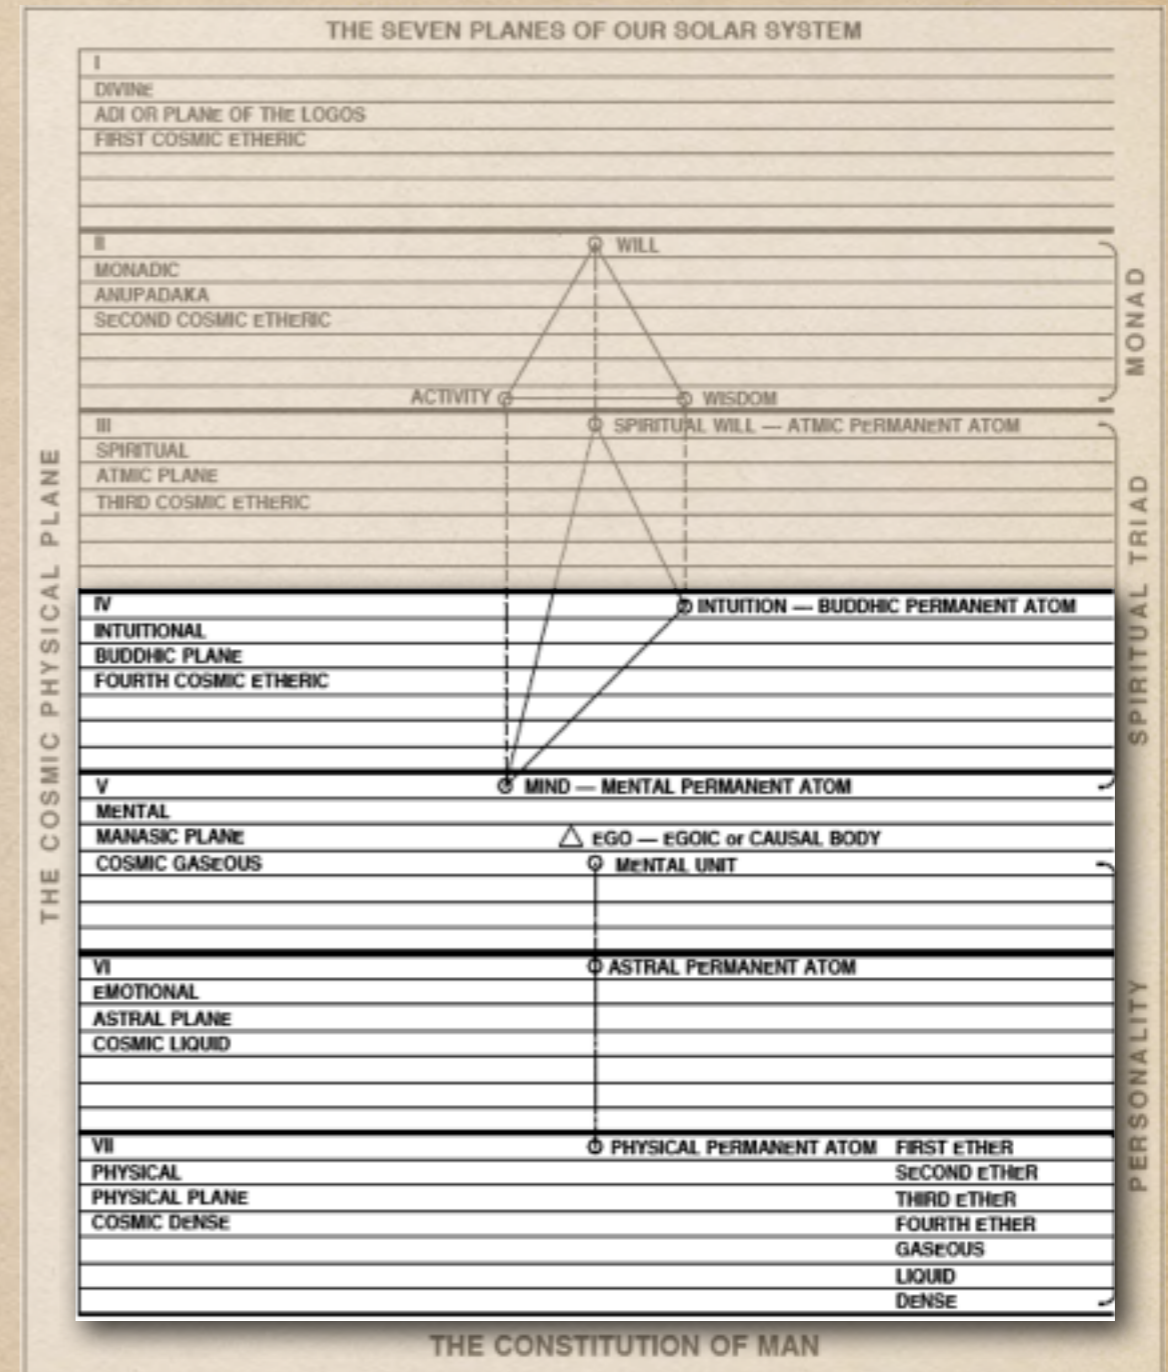 THE SEVEN PLANES OF OUR SOLAR SYSTEM
I
DIVINE
ADI OR PLANE OF THE LOGOS
FIRST COSMIC ETHERIC
II
WILL
MONADIC
ANUPADAKA
SECOND COSMIC ETHERIC
ACTIVITY
WISDOM
MONAD
III
SPIRITUAL WILL — ATMIC PERMANENT ATOM
SPIRITUAL
ATMIC PLANE
THIRD COSMIC ETHERIC
THE COSMIC PHYSICAL PLANE
SPIRITUAL TRIAD
IV
INTUITION — BUDDHIC PERMANENT ATOM
INTUITIONAL
BUDDHIC PLANE
FOURTH COSMIC ETHERIC
V
MIND — MENTAL PERMANENT ATOM
MENTAL
MANASIC PLANE
EGO — EGOIC or CAUSAL BODY
COSMIC GASEOUS
MENTAL UNIT
VI
ASTRAL PERMANENT ATOM
EMOTIONAL
ASTRAL PLANE
COSMIC LIQUID
PERSONALITY
VII
PHYSICAL PERMANENT ATOM
FIRST ETHER
PHYSICAL
SECOND ETHER
PHYSICAL PLANE
THIRD ETHER
COSMIC DENSE
FOURTH ETHER
GASEOUS
LIQUID
DENSE
THE CONSTITUTION OF MAN